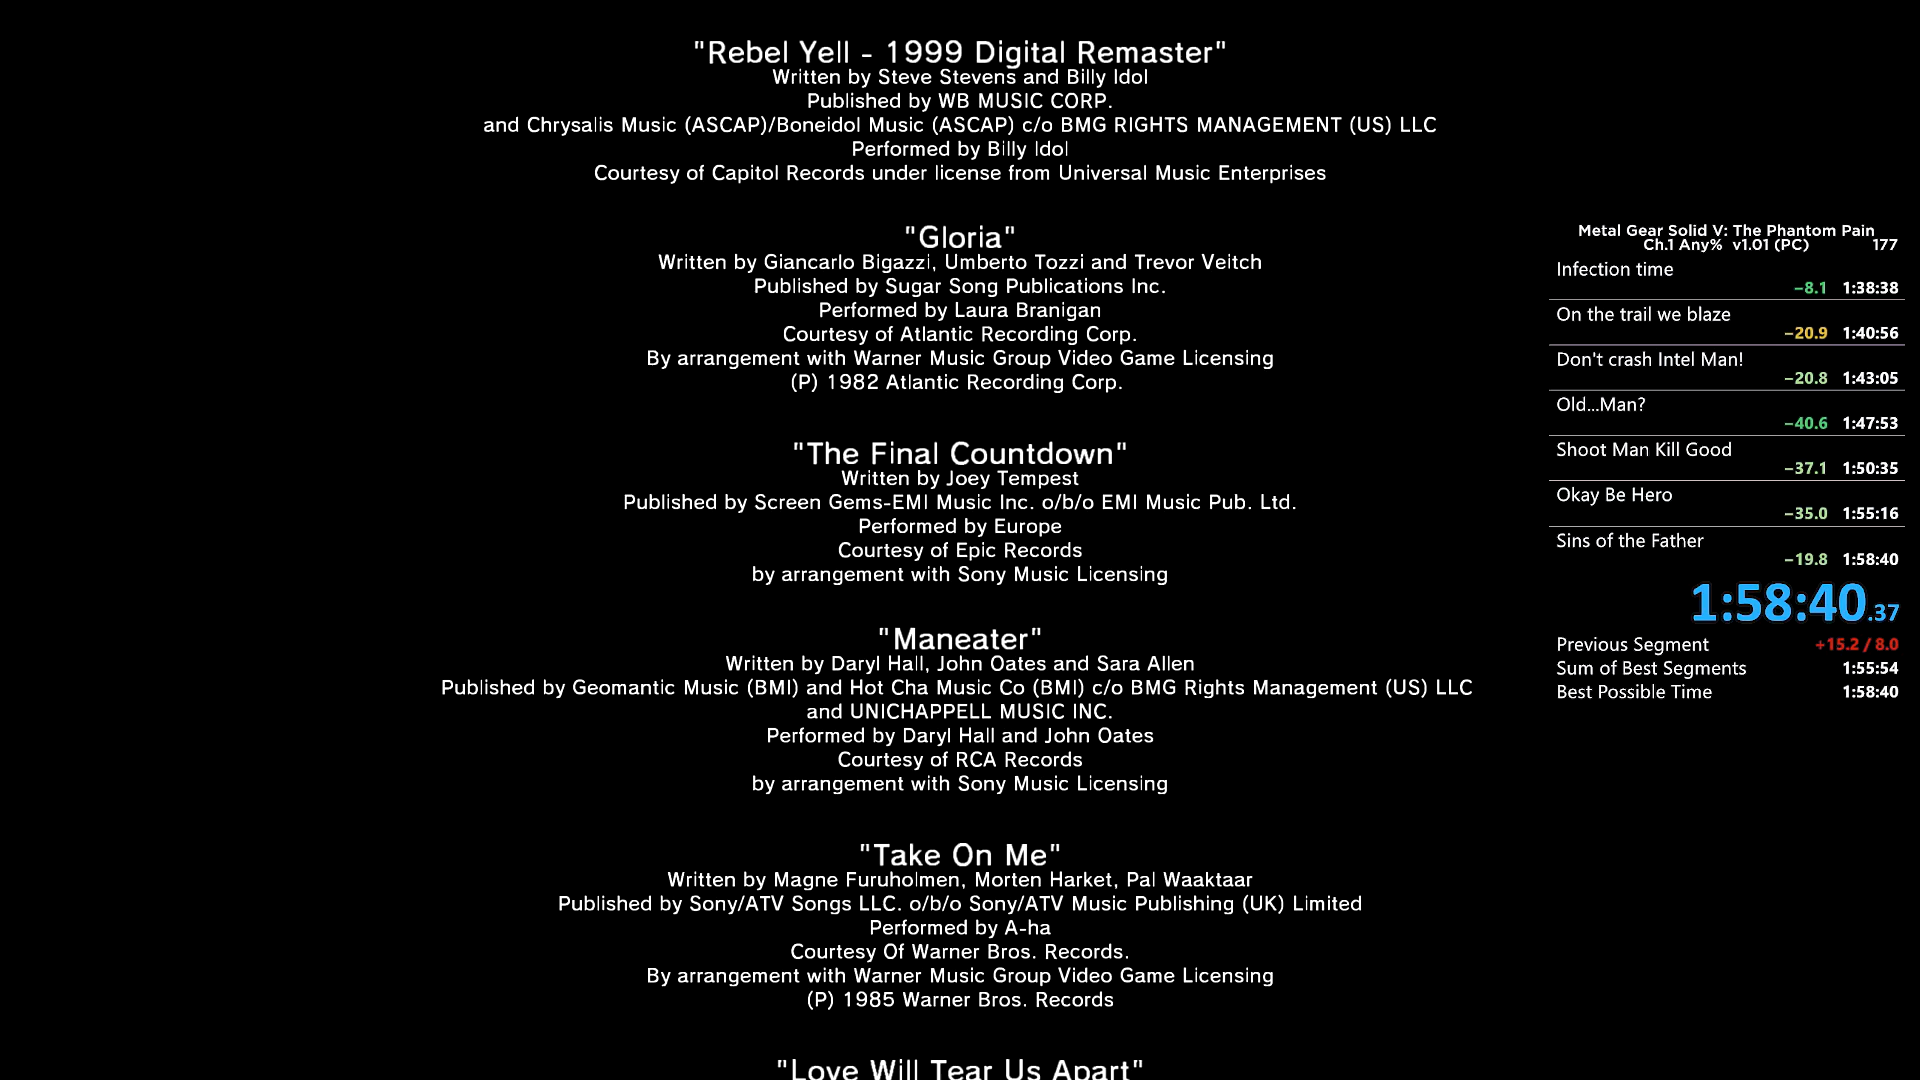 "Rebel Yell - 1999 Digital Remaster"
Written by Steve Stevens and Billy Idol
Published by WB MUSIC CORP.
and Chrysalis Music (ASCAP)/Boneidol Music (ASCAP) c/o BMG RIGHTS MANAGEMENT (US) LLC
Performed by Billy Idol
Courtesy of Capitol Records under license from Universal Music Enterprises
"Gloria"
Written by Giancarlo Bigazzi, Umberto Tozzi and Trevor Veitch
Published by Sugar Song Publications Inc.
Performed by Laura Branigan
Courtesy of Atlantic Recording Corp.
By arrangement with Warner Music Group Video Game Licensing
(P) 1982 Atlantic Recording Corp.
"The Final Countdown"
Written by Joey Tempest
Published by Screen Gems-EMI Music Inc. o/b/o EMI Music Pub. Ltd.
Performed by Europe
Courtesy of Epic Records
by arrangement with Sony Music Licensing
"Maneater"
Written by Daryl Hall, John Oates and Sara Allen
Published by Geomantic Music (BMI) and Hot Cha Music Co (BMI) c/o BMG Rights Management (US) LLC
and UNICHAPPELL MUSIC INC.
Performed by Daryl Hall and John Oates
Courtesy of RCA Records
by arrangement with Sony Music Licensing
"Take On Me"
Written by Magne Furuholmen, Morten Harket, Pal Waaktaar
Published by Sony/ATV Songs LLC. o/b/o Sony/ATV Music Publishing (UK) Limited
Performed by A-ha
Courtesy Of Warner Bros. Records.
By arrangement with Warner Music Group Video Game Licensing
(P) 1985 Warner Bros. Records
"Love Will Tear Us Apart"
Metal Gear Solid V: The Phantom Pain
Ch.1 Any% v1.01 (PC) 177
Infection time
−8.1 1:38:38
On the trail we blaze
−20.9 1:40:56
Don't crash Intel Man!
−20.8 1:43:05
Old...Man?
−40.6 1:47:53
Shoot Man Kill Good
−37.1 1:50:35
Okay Be Hero
−35.0 1:55:16
Sins of the Father
−19.8 1:58:40
1:58:40.37
Previous Segment +15.2 / 8.0
Sum of Best Segments 1:55:54
Best Possible Time 1:58:40